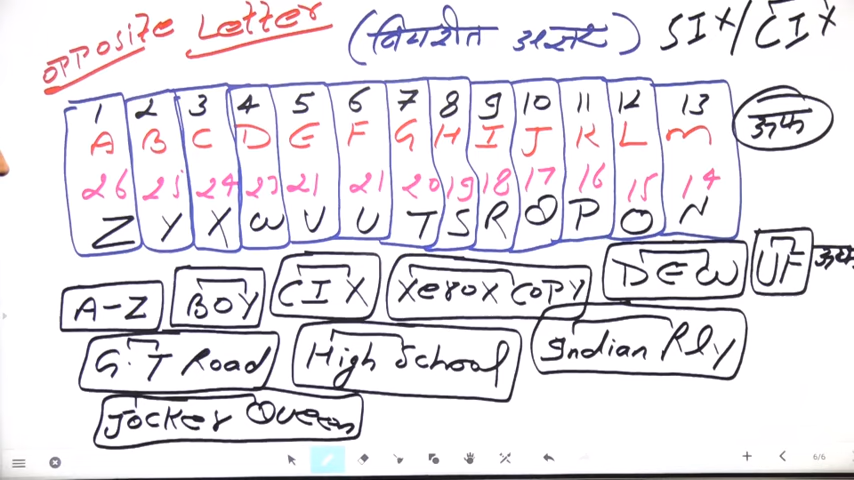 OPPOSITE Letter (विपरीत अक्षर) SIX/CIX
1 2 3 4 5 6 7 8 9 10 11 12 13
A B C D E F G H I J K L M
26 25 24 23 21 21 20 19 18 17 16 15 14
Z Y X W V U T S R Q P O N
A-Z BOY CIX Xerox COPY DEW UF
G.T Road High School Indian Rly
Jocker Queen
6/6